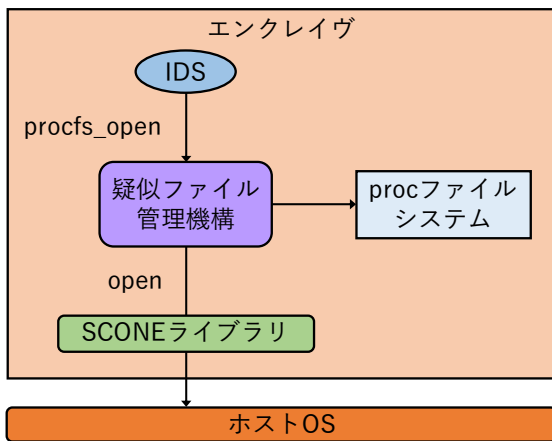 エンクレイヴ
IDS
procfs_open
疑似ファイル
管理機構
procファイル
システム
open
SCONEライブラリ
ホストOS